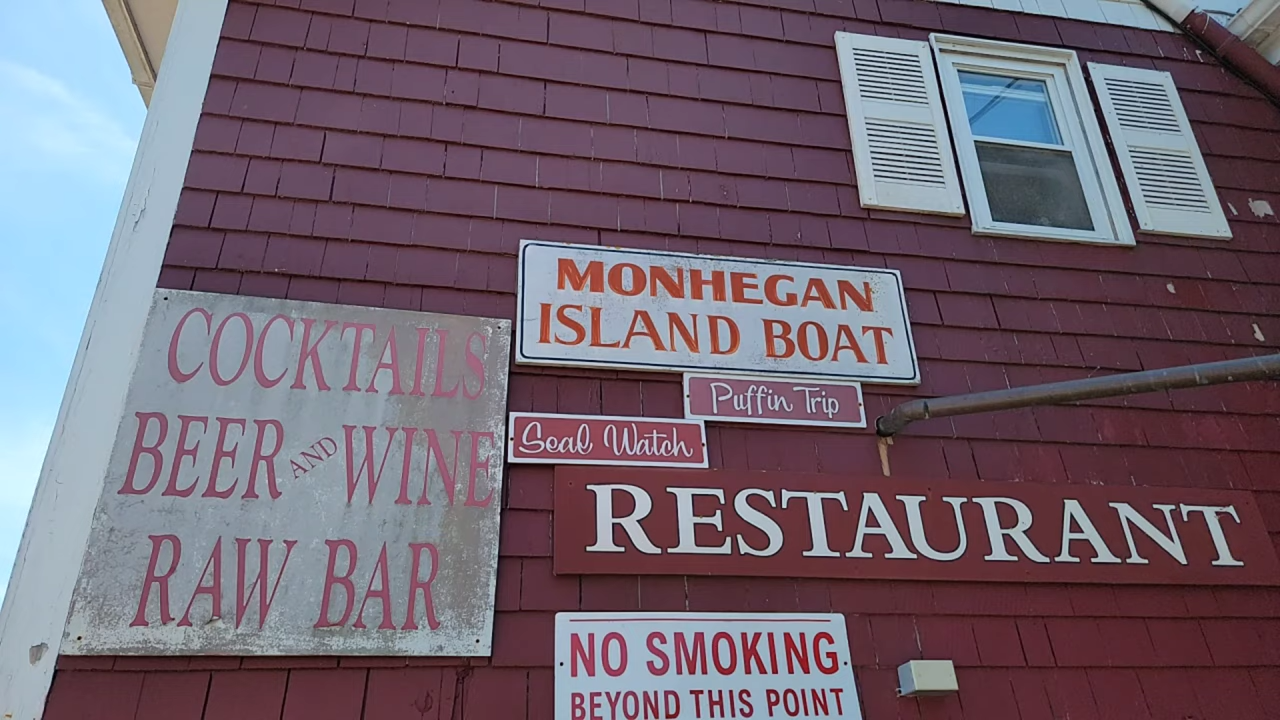 COCKTAILS
BEER AND WINE
RAW BAR
MONHEGAN
ISLAND BOAT
Puffin Trip
Seal Watch
RESTAURANT
NO SMOKING
BEYOND THIS POINT